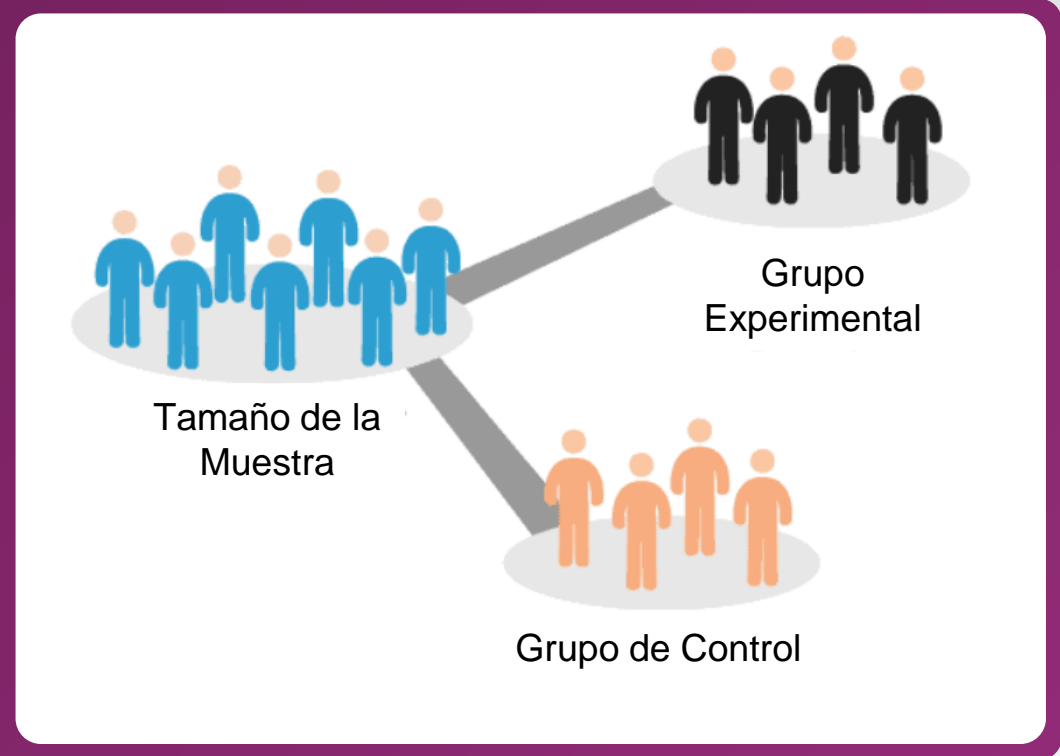 Grupo
Experimental
Tamaño de la
Muestra
Grupo de Control